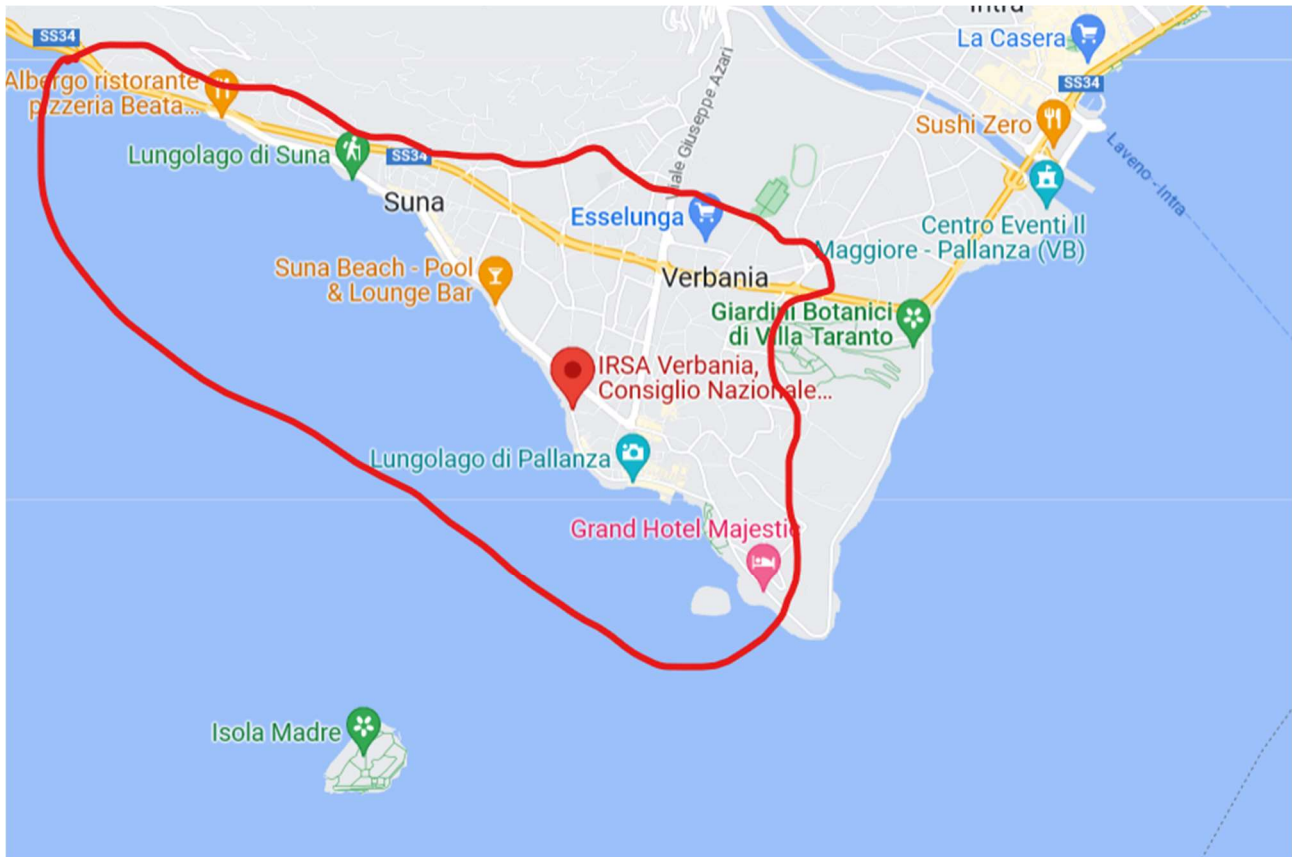 Intra
SS34
La Casera
Albergo ristorante
pizzeria Beata...
SS34
Sushi Zero
Viale Giuseppe Azari
Lungolago di Suna
SS34
Laveno - Intra
Suna
Esselunga
Centro Eventi Il
Maggiore - Pallanza (VB)
Suna Beach - Pool
& Lounge Bar
Verbania
Giardini Botanici
di Villa Taranto
IRSA Verbania,
Consiglio Nazionale...
Lungolago di Pallanza
Grand Hotel Majestic
Isola Madre